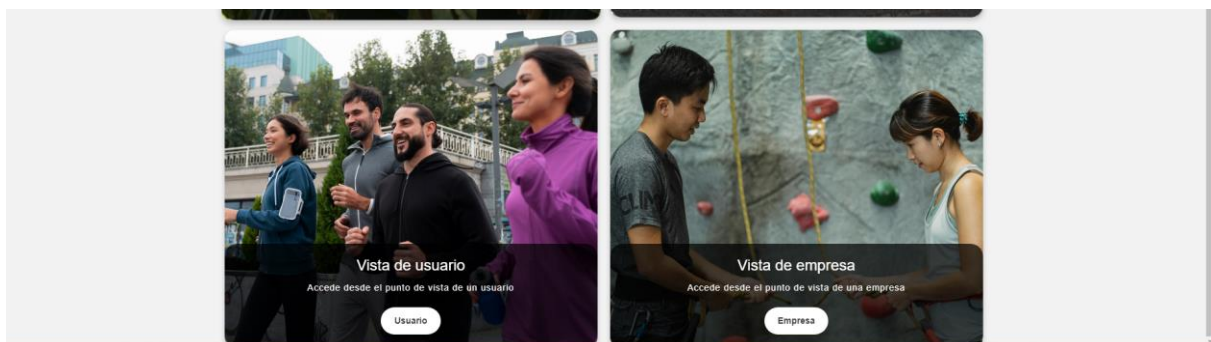 CLIM
Vista de usuario
Accede desde el punto de vista de un usuario
Usuario
Vista de empresa
Accede desde el punto de vista de una empresa
Empresa